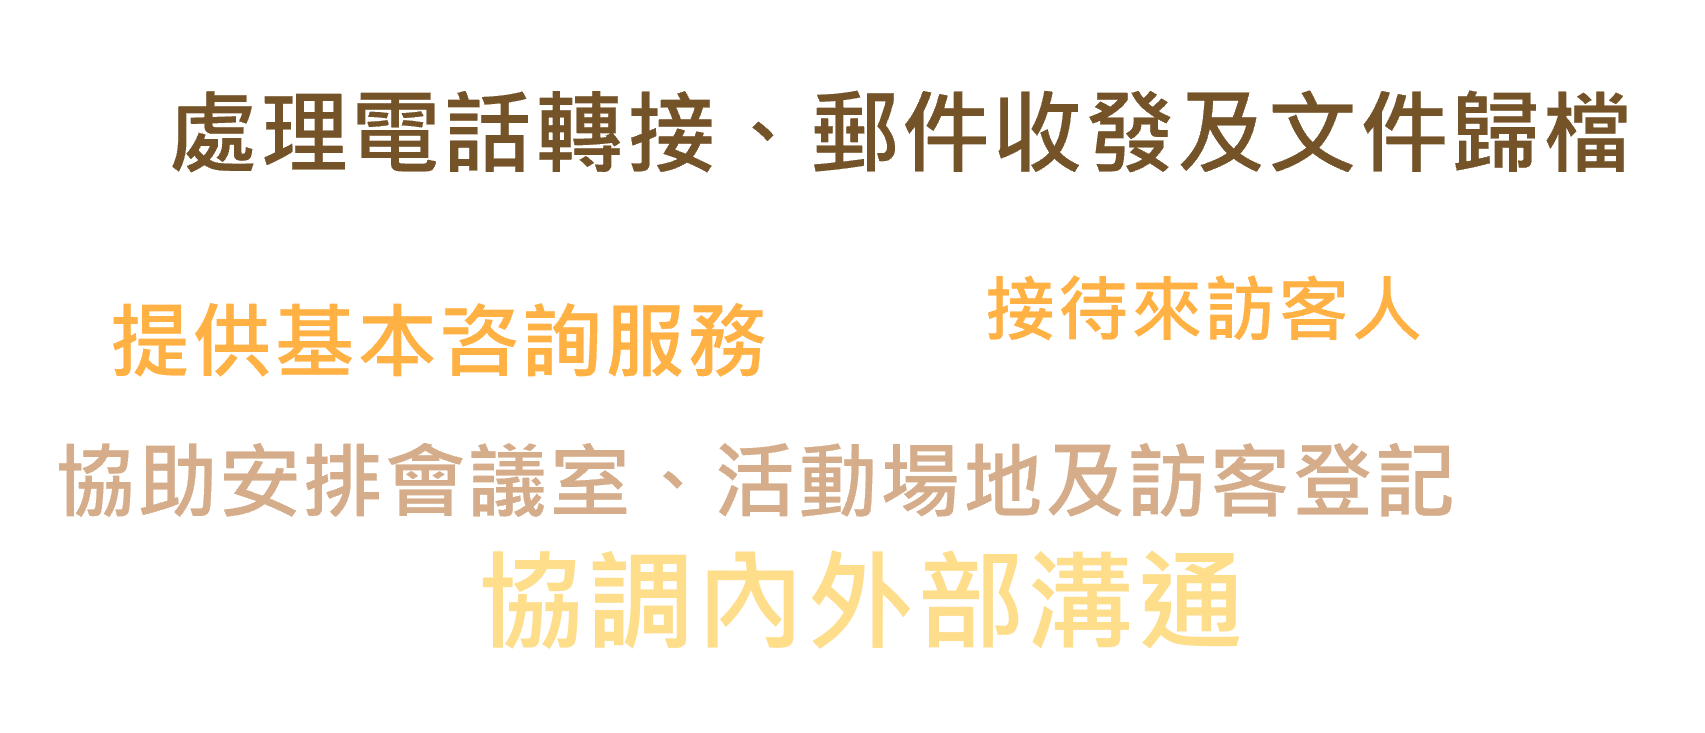 處理電話轉接、郵件收發及文件歸檔
提供基本咨詢服務
接待來訪客人
協助安排會議室、活動場地及訪客登記
協調內外部溝通